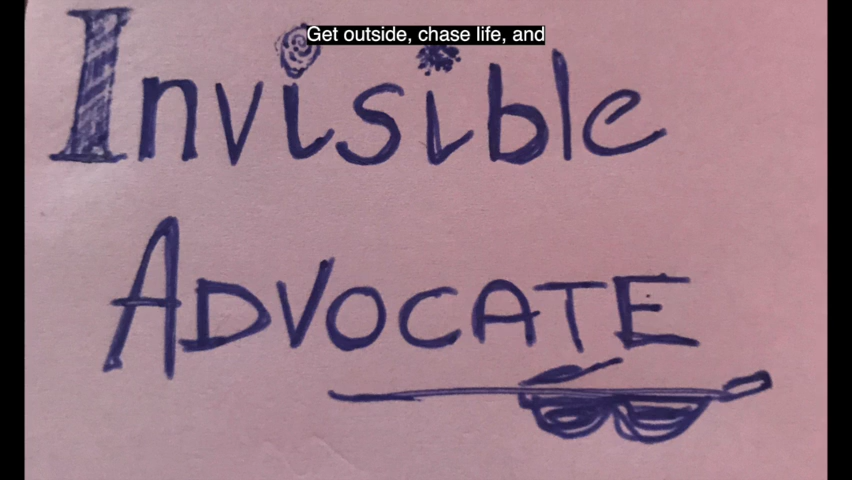 Get outside, chase life, and
Invisible
ADVOCATE